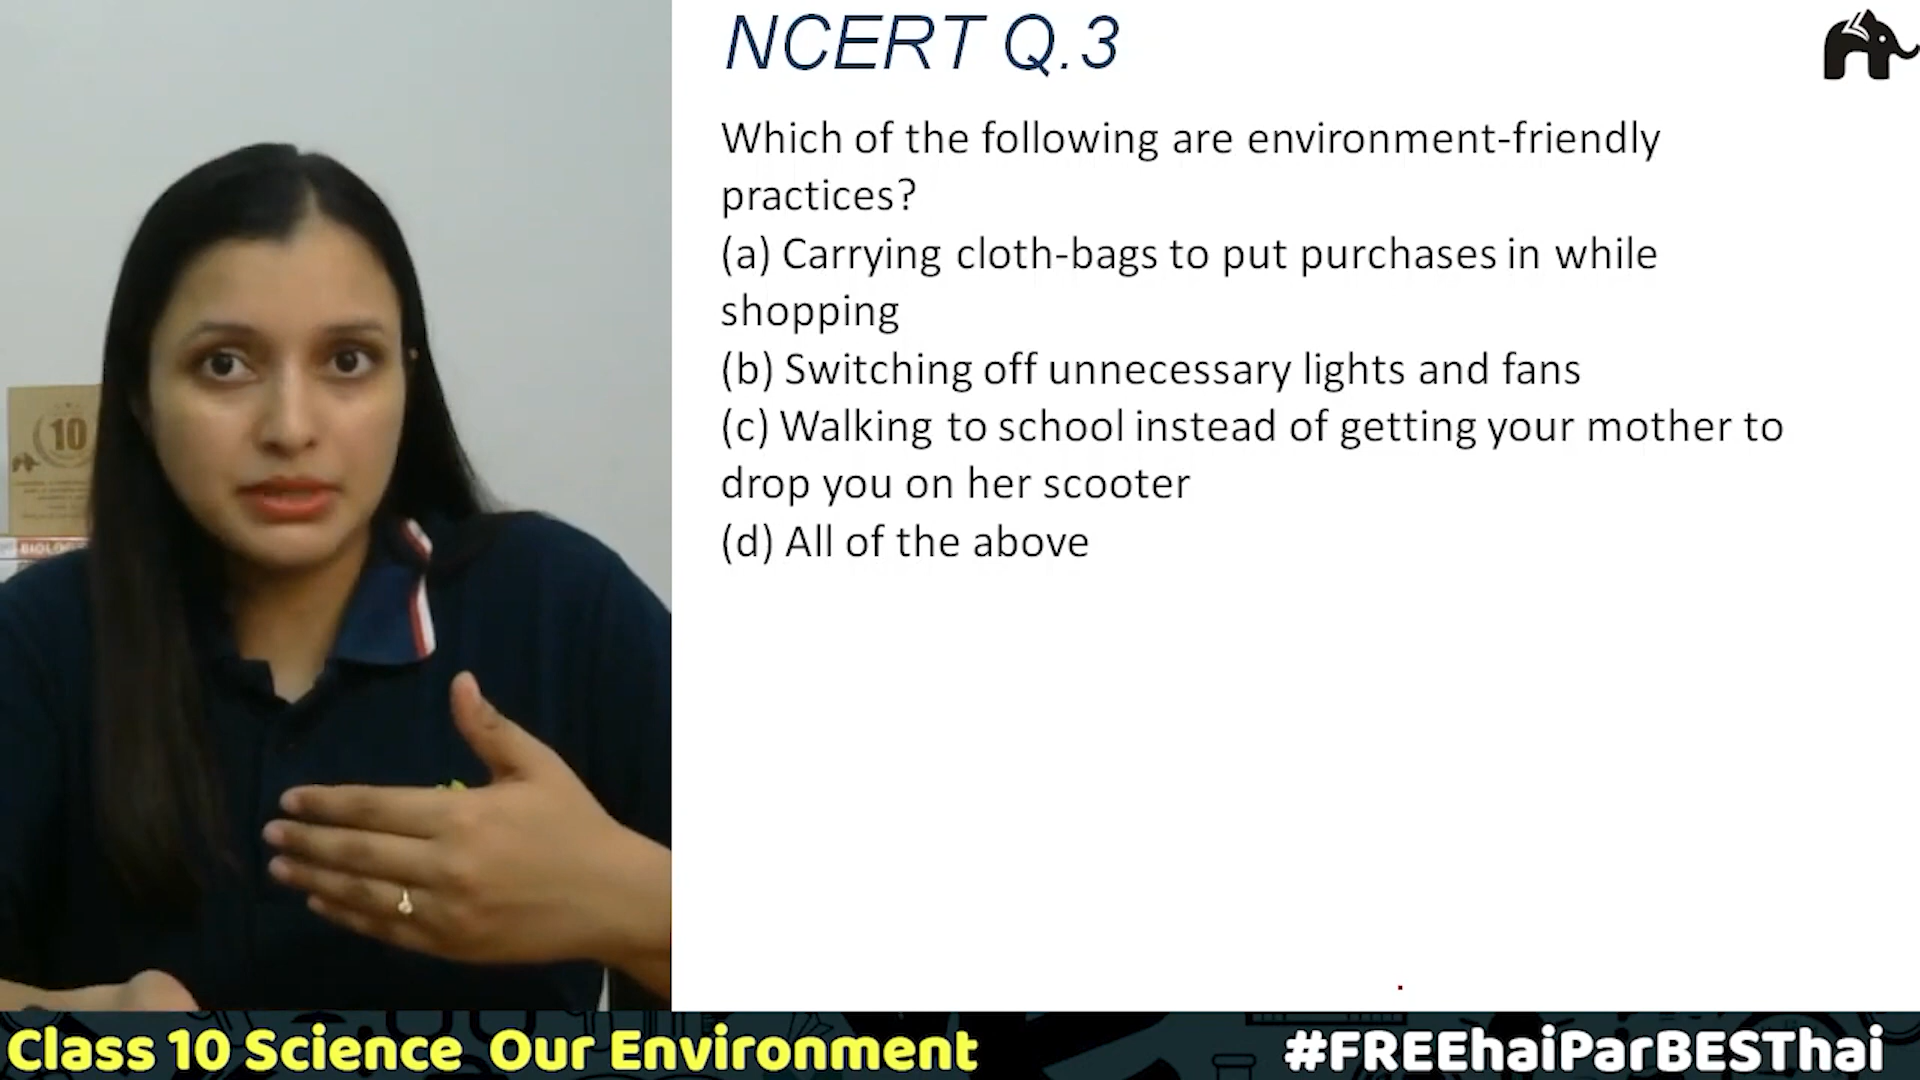 NCERT Q.3
Which of the following are environment-friendly
practices?
(a) Carrying cloth-bags to put purchases in while
shopping
(b) Switching off unnecessary lights and fans
(c) Walking to school instead of getting your mother to
drop you on her scooter
(d) All of the above
10
BIOLOG
Class 10 Science Our Environment
#FREEhaiParBESThai